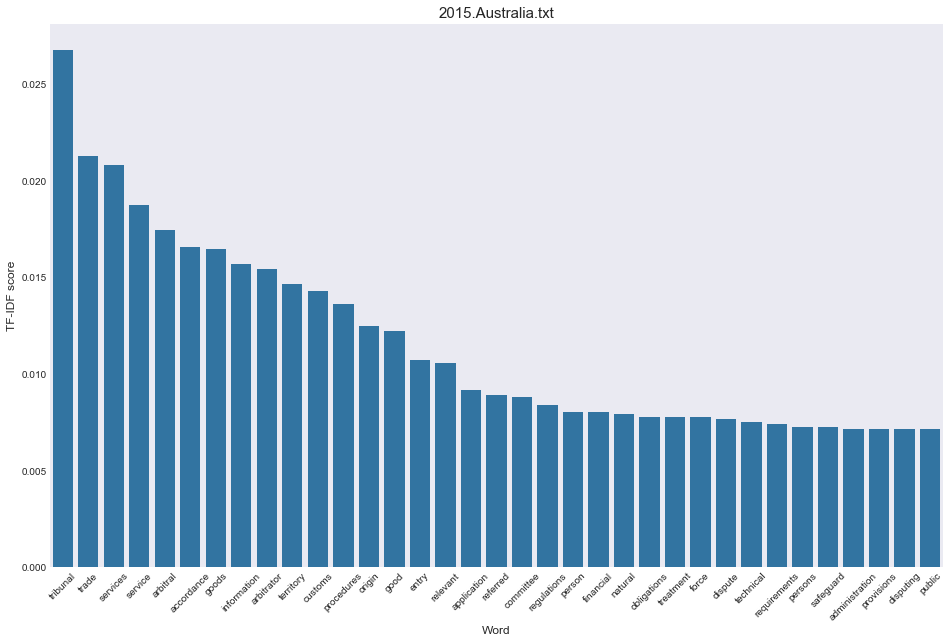 2015.Australia.txt
TF-IDF score
0.025
0.020
0.015
0.010
0.005
0.000
tribunal
trade
services
service
arbitral
accordance
goods
information
arbitrator
territory
customs
procedures
origin
good
entry
relevant
application
referred
committee
regulations
person
financial
natural
obligations
treatment
force
dispute
technical
requirements
persons
safeguard
administration
provisions
disputing
public
Word